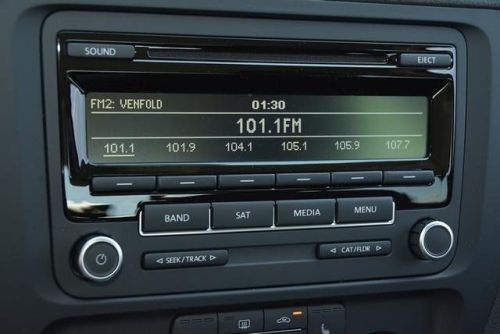 SOUND
EJECT
FM2: VENFOLD 01:30
101.1FM
101.1 101.9 104.1 105.1 105.9 107.7
BAND SAT MEDIA MENU
SEEK/TRACK CAT/FLDR